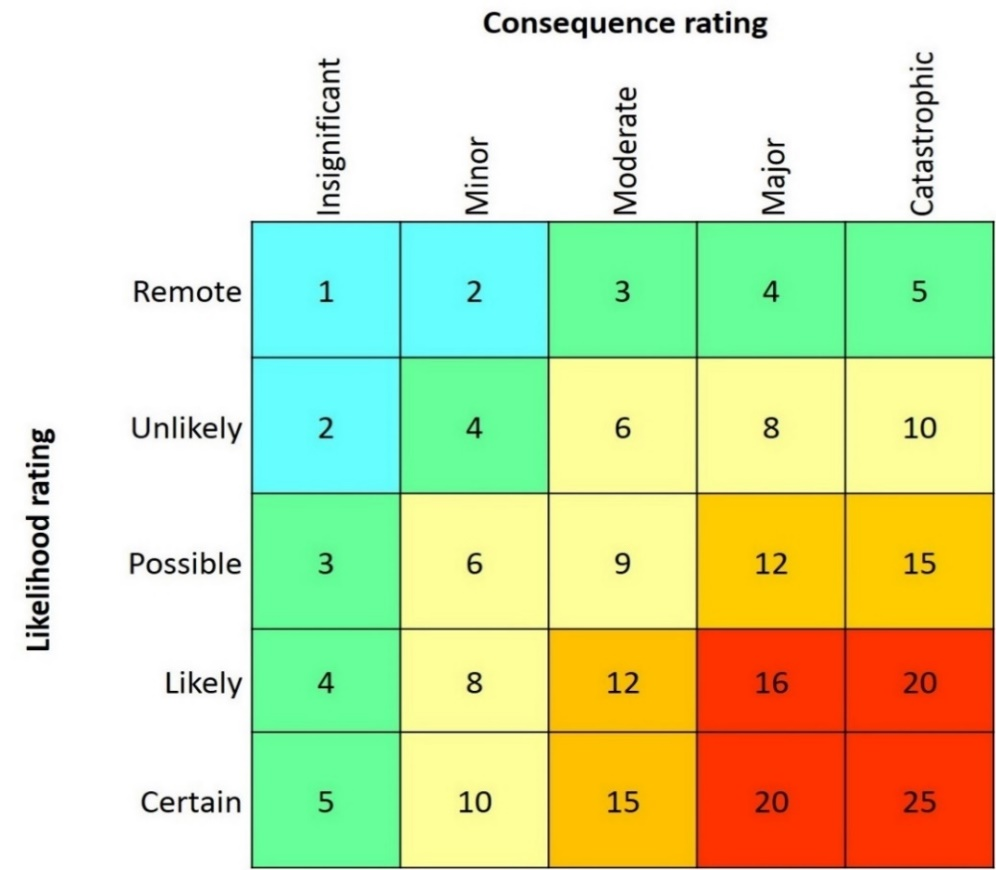 Consequence rating
Insignificant Minor Moderate Major Catastrophic
Likelihood rating
Remote 1 2 3 4 5
Unlikely 2 4 6 8 10
Possible 3 6 9 12 15
Likely 4 8 12 16 20
Certain 5 10 15 20 25